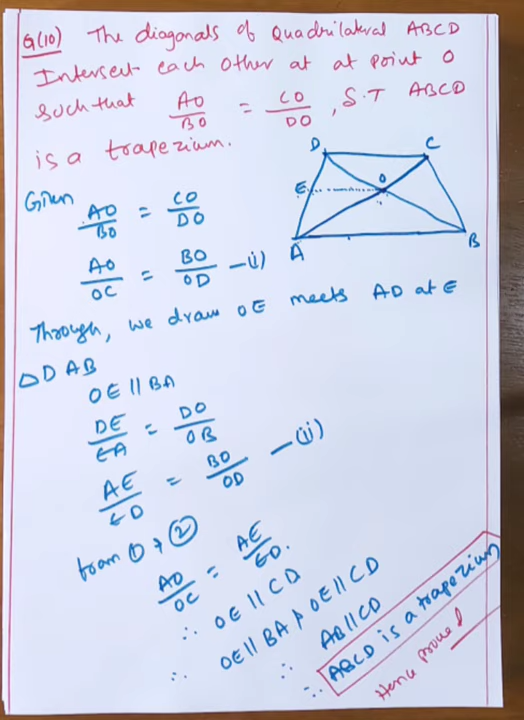 Q(10) The diagonals of Quadrilateral ABCD
Intersect each other at at point O
such that AO/BO = CO/DO, S.T ABCD
is a trapezium.
D C
E O
A B
Given AO/BO = CO/DO
AO/OC = BO/OD —(i)
Through, we draw OE meets AD at E
△DAB
OE || BA
DE/EA = DO/OB
AE/ED = BO/OD —(ii)
from ① & ②
AO/OC = AE/ED.
∴ OE || CD
∴ OE || BA & OE || CD
∴ AB || CD
∴ ABCD is a trapezium
Hence proved